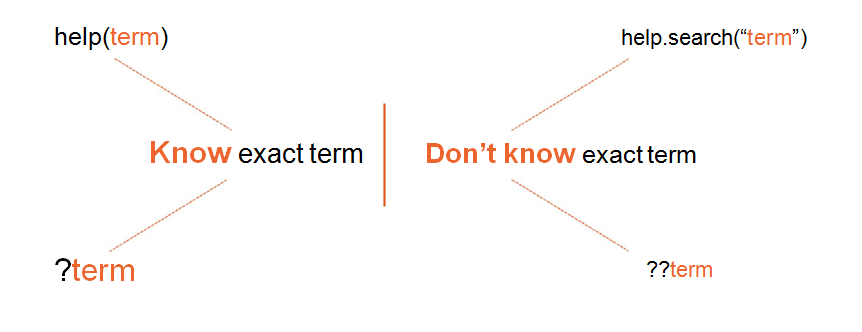 help(term)
help.search(“term”)
Know exact term
Don’t know exact term
?term
??term